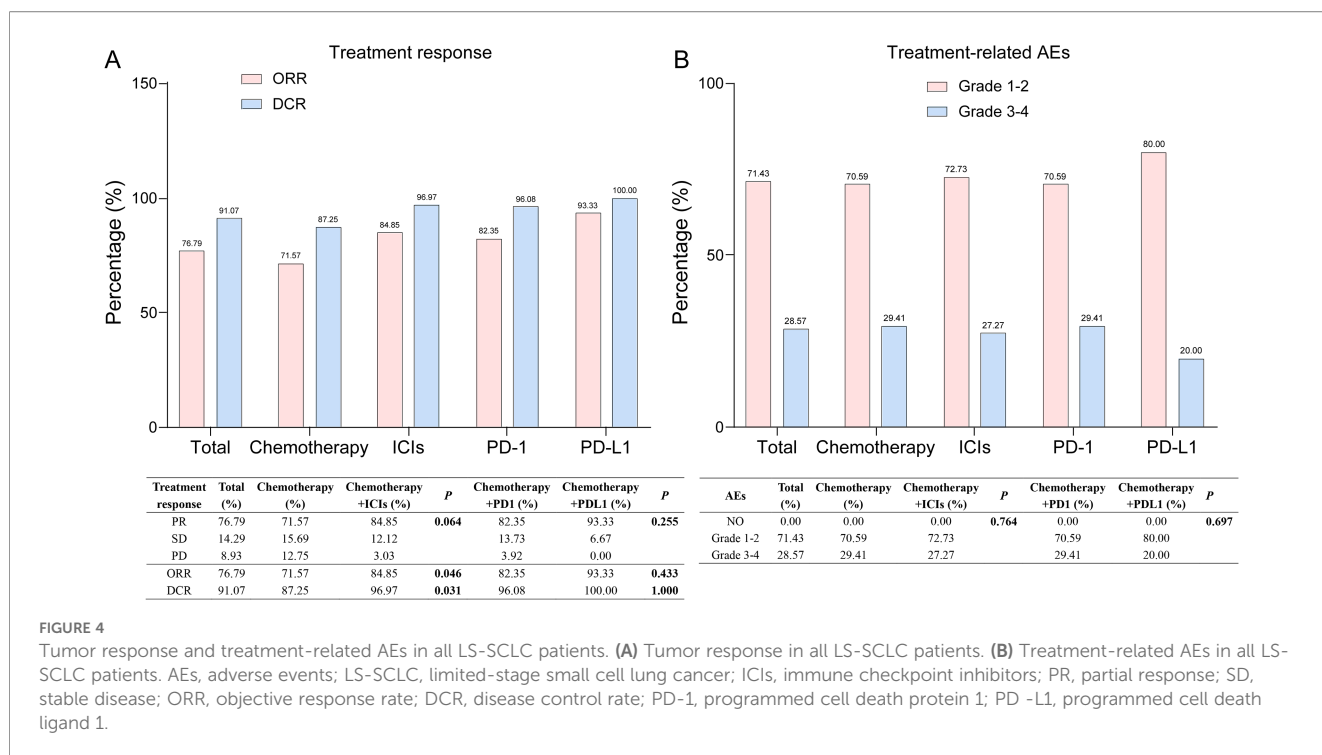 A
Treatment response
ORR
DCR
150
100
50
0
Percentage (%)
76.79
91.07
71.57
87.25
84.85
96.97
82.35
96.08
93.33
100.00
Total
Chemotherapy
ICIs
PD-1
PD-L1
Treatment response Total (%) Chemotherapy (%) Chemotherapy +ICIs (%) P Chemotherapy +PD1 (%) Chemotherapy +PDL1 (%) P
PR 76.79 71.57 84.85 0.064 82.35 93.33 0.255
SD 14.29 15.69 12.12 13.73 6.67
PD 8.93 12.75 3.03 3.92 0.00
ORR 76.79 71.57 84.85 0.046 82.35 93.33 0.433
DCR 91.07 87.25 96.97 0.031 96.08 100.00 1.000
B
Treatment-related AEs
Grade 1-2
Grade 3-4
100
50
0
Percentage (%)
71.43
28.57
70.59
29.41
72.73
27.27
70.59
29.41
80.00
20.00
Total
Chemotherapy
ICIs
PD-1
PD-L1
AEs Total (%) Chemotherapy (%) Chemotherapy +ICIs (%) P Chemotherapy +PD1 (%) Chemotherapy +PDL1 (%) P
NO 0.00 0.00 0.00 0.764 0.00 0.00 0.697
Grade 1-2 71.43 70.59 72.73 70.59 80.00
Grade 3-4 28.57 29.41 27.27 29.41 20.00
FIGURE 4
Tumor response and treatment-related AEs in all LS-SCLC patients. (A) Tumor response in all LS-SCLC patients. (B) Treatment-related AEs in all LS-
SCLC patients. AEs, adverse events; LS-SCLC, limited-stage small cell lung cancer; ICIs, immune checkpoint inhibitors; PR, partial response; SD,
stable disease; ORR, objective response rate; DCR, disease control rate; PD-1, programmed cell death protein 1; PD -L1, programmed cell death
ligand 1.